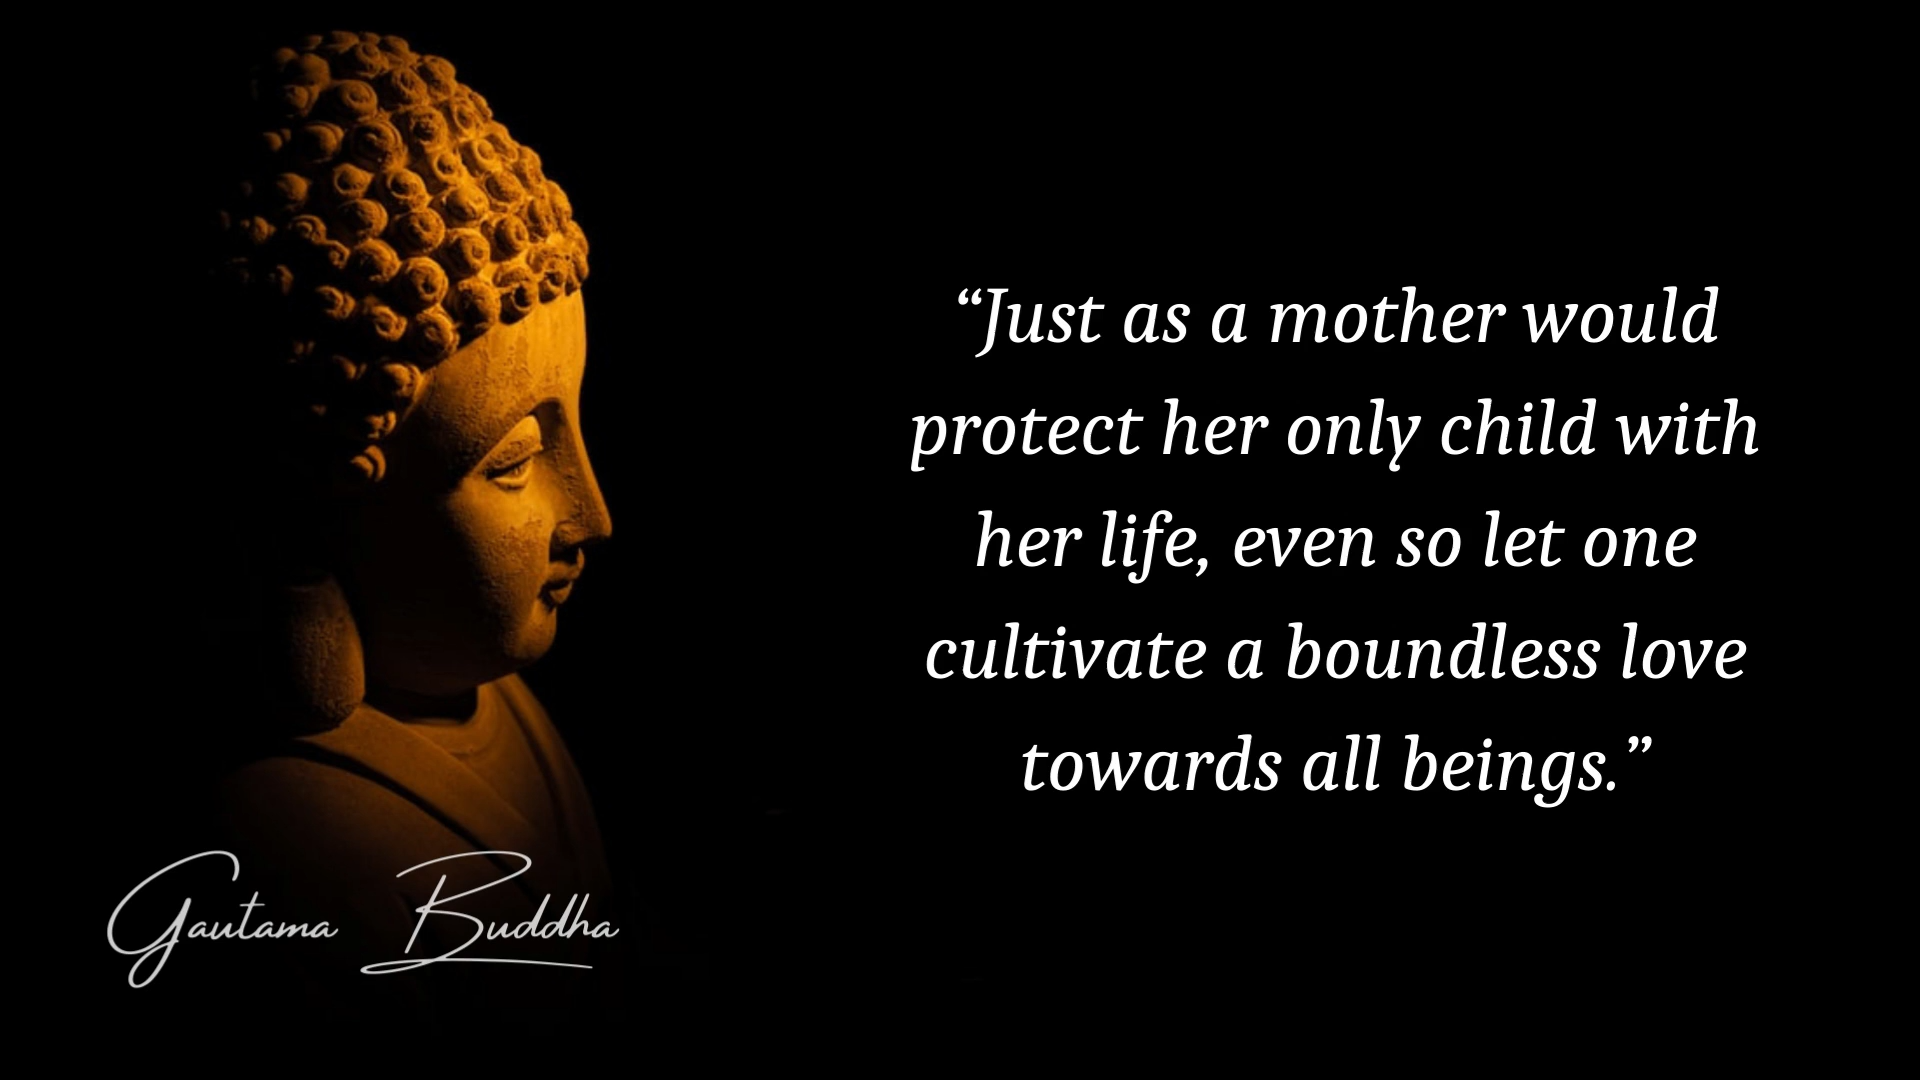 “Just as a mother would
protect her only child with
her life, even so let one
cultivate a boundless love
towards all beings.”
Gautama Buddha